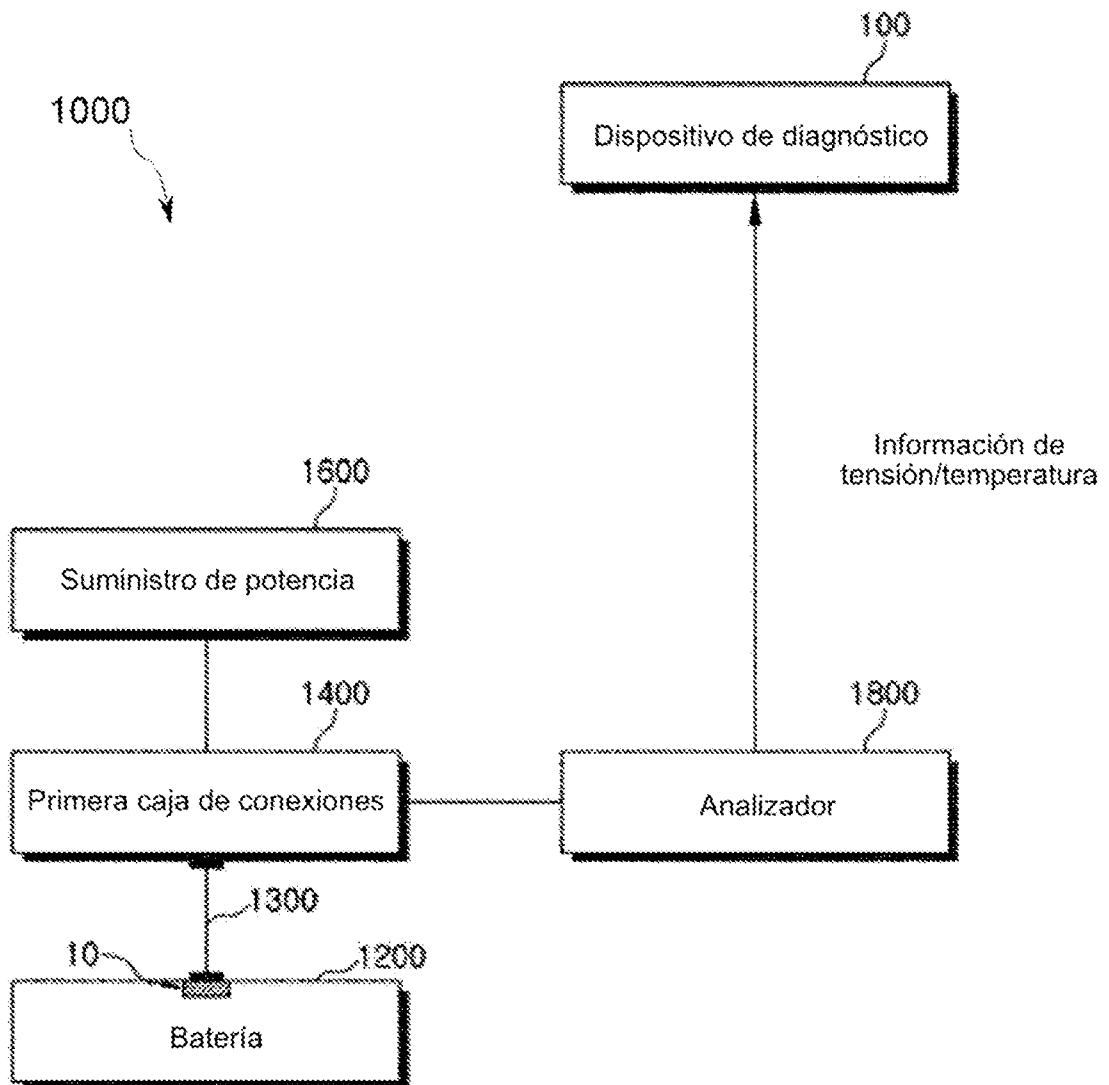 100
1000
Dispositivo de diagnóstico
Información de
tensión/temperatura
1600
Suministro de potencia
1400
1800
Primera caja de conexiones
Analizador
1300
10
1200
Batería